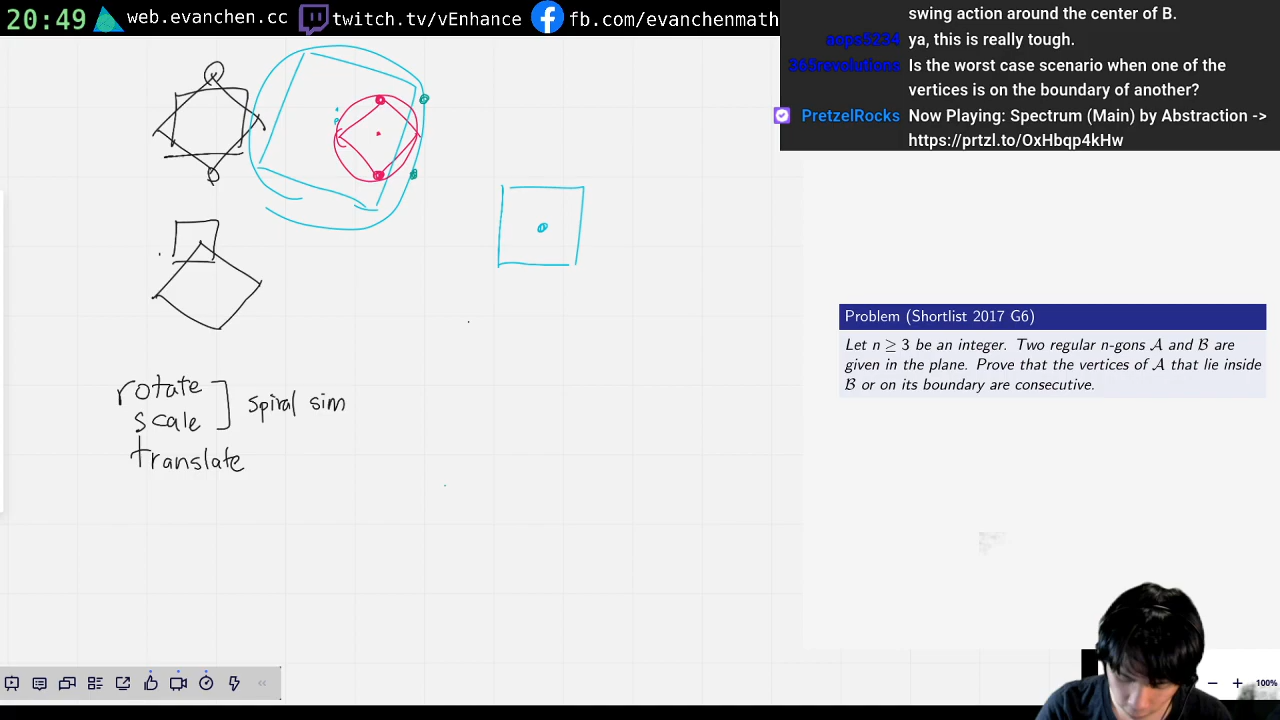 20:49 web.evanchen.cc twitch.tv/vEnhance fb.com/evanchenmath
swing action around the center of B.
aops5234 ya, this is really tough.
365revolutions Is the worst case scenario when one of the
vertices is on the boundary of another?
PretzelRocks Now Playing: Spectrum (Main) by Abstraction ->
https://prtzl.to/OxHbqp4kHw
rotate
scale
spiral sim
translate
Problem (Shortlist 2017 G6)
Let n ≥ 3 be an integer. Two regular n-gons A and B are
given in the plane. Prove that the vertices of A that lie inside
B or on its boundary are consecutive.
100%